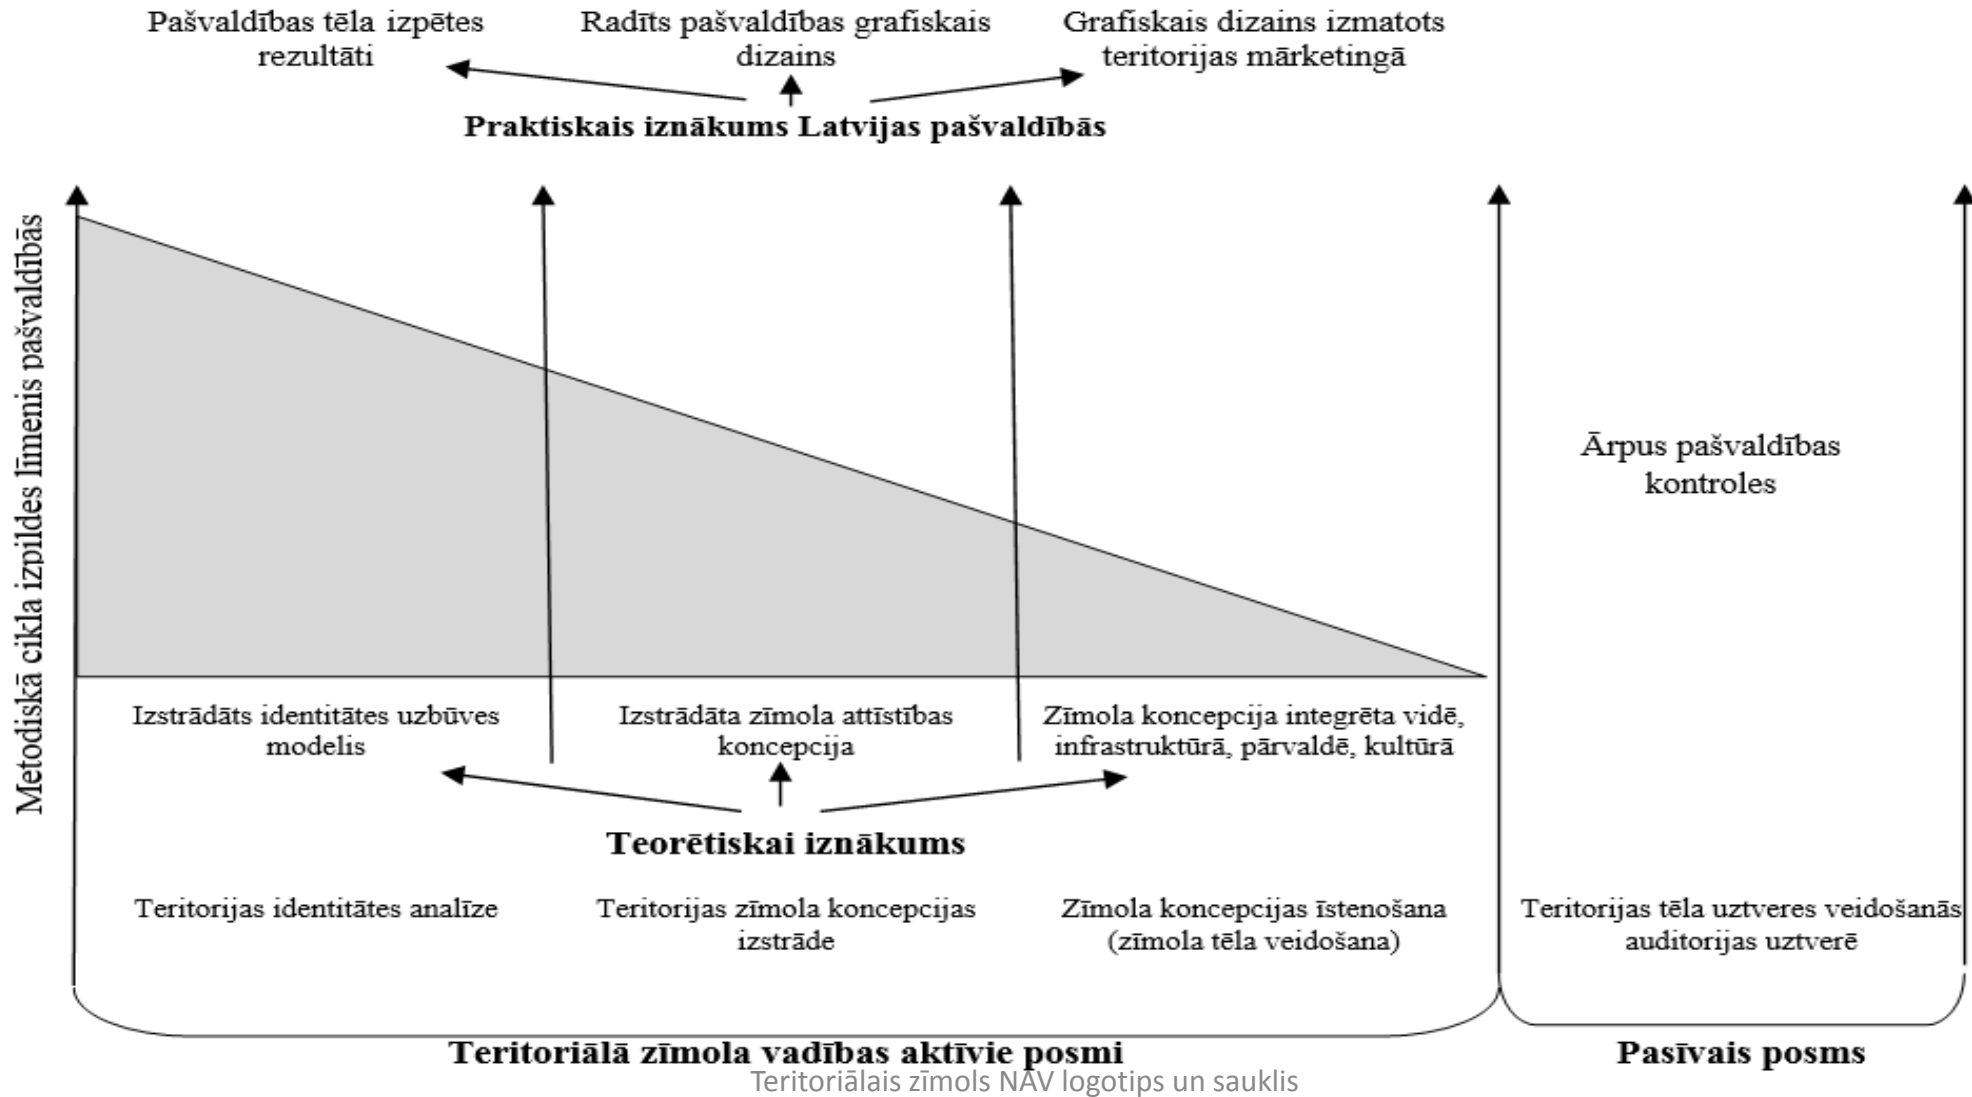 Pašvaldības tēla izpētes
rezultāti
Radīts pašvaldības grafiskais
dizains
Grafiskais dizains izmatots
teritorijas mārketingā
Praktiskais iznākums Latvijas pašvaldībās
Metodiskā cikla izpildes līmenis pašvaldībās
Ārpus pašvaldības
kontroles
Izstrādāts identitātes uzbūves
modelis
Izstrādāta zīmola attīstības
koncepcija
Zīmola koncepcija integrēta vidē,
infrastruktūrā, pārvaldē, kultūrā
Teorētiskai iznākums
Teritorijas identitātes analīze
Teritorijas zīmola koncepcijas
izstrāde
Zīmola koncepcijas īstenošana
(zīmola tēla veidošana)
Teritorijas tēla uztveres veidošanās
auditorijas uztverē
Teritoriālā zīmola vadības aktīvie posmi
Pasīvais posms
Teritoriālais zīmols NAV logotips un sauklis